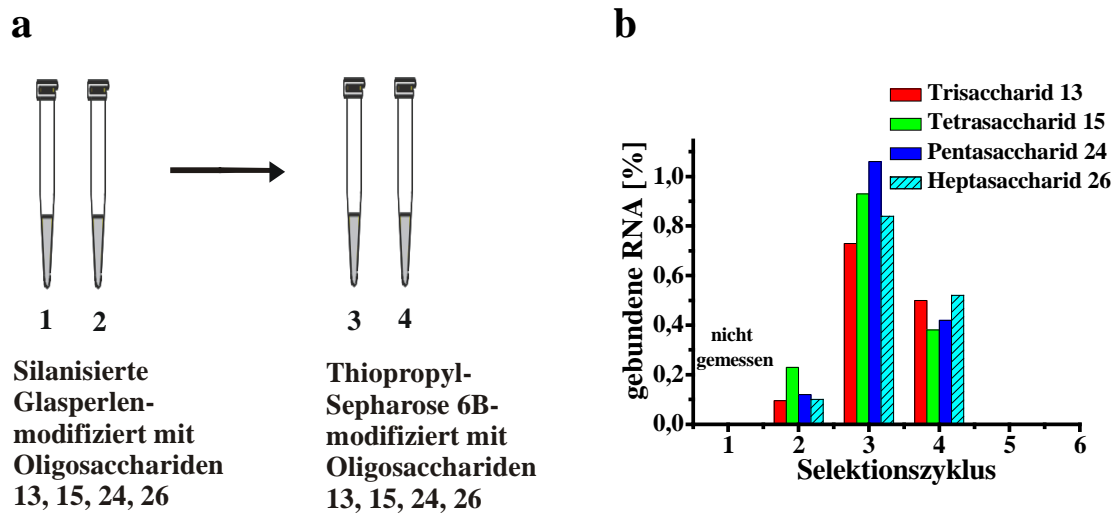 a
1 2
3 4
Silanisierte
Glasperlen-
modifiziert mit
Oligosacchariden
13, 15, 24, 26
Thiopropyl-
Sepharose 6B-
modifiziert mit
Oligosacchariden
13, 15, 24, 26
b
Trisaccharid 13
Tetrasaccharid 15
Pentasaccharid 24
Heptasaccharid 26
gebundene RNA [%]
1,0
0,8
0,6
0,4
0,2
0,0
nicht
gemessen
1 2 3 4 5 6
Selektionszyklus